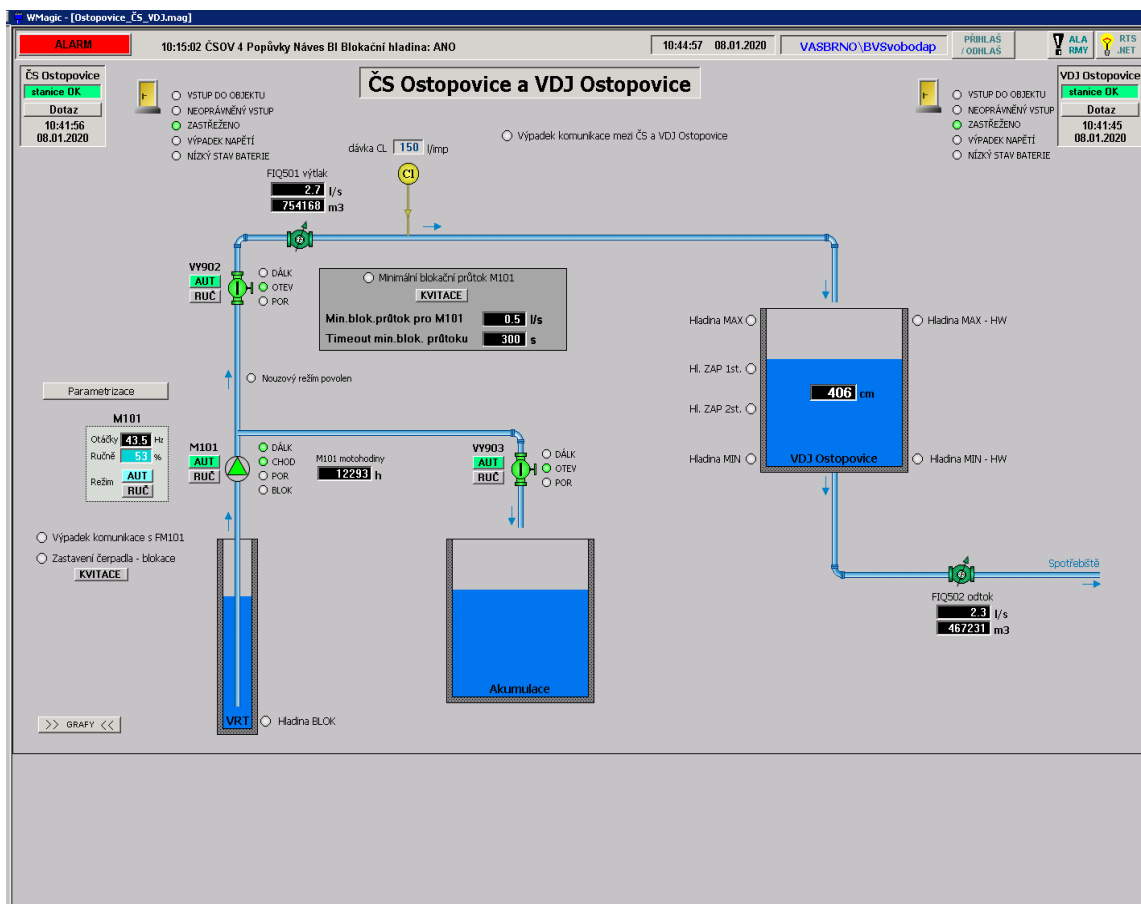 WMagic - [Ostopovice_ČS_VDJ.mag]
ALARM
10:15:02 ČSOV 4 Popůvky Náves BI Blokační hladina: ANO
10:44:57 08.01.2020
VASBRNO\BVSvobodap
PŘIHLAŠ
/ ODHLAŠ
ALA
RMY
RTS
.NET
ČS Ostopovice
stanice OK
Dotaz
10:41:56
08.01.2020
VSTUP DO OBJEKTU
NEOPRÁVNĚNÝ VSTUP
ZASTŘEŽENO
VÝPADEK NAPĚTÍ
NÍZKÝ STAV BATERIE
ČS Ostopovice a VDJ Ostopovice
Výpadek komunikace mezi ČS a VDJ Ostopovice
VSTUP DO OBJEKTU
NEOPRÁVNĚNÝ VSTUP
ZASTŘEŽENO
VÝPADEK NAPĚTÍ
NÍZKÝ STAV BATERIE
VDJ Ostopovice
stanice OK
Dotaz
10:41:45
08.01.2020
dávka CL 150 l/imp
Cl
FIQ501 výtlak
2.7 l/s
754168 m3
VY902
AUT
RUČ
DÁLK
OTEV
POR
Minimální blokační průtok M101
KVITACE
Min.blok.průtok pro M101 0.5 l/s
Timeout min.blok. průtoku 300 s
Nouzový režím povolen
Hladina MAX
Hladina MAX - HW
Hl. ZAP 1st.
406 cm
Hl. ZAP 2st.
Hladina MIN
VDJ Ostopovice
Hladina MIN - HW
Parametrizace
M101
Otáčky 43.5 Hz
Ručně 53 %
Režim AUT
RUČ
M101
AUT
RUČ
DÁLK
CHOD
POR
BLOK
M101 motohodiny
12293 h
VY903
AUT
RUČ
DÁLK
OTEV
POR
Výpadek komunikace s FM101
Zastavení čerpadla - blokace
KVITACE
Spotřebiště
FIQ502 odtok
2.3 l/s
467231 m3
Akumulace
VRT
Hladina BLOK
>> GRAFY <<